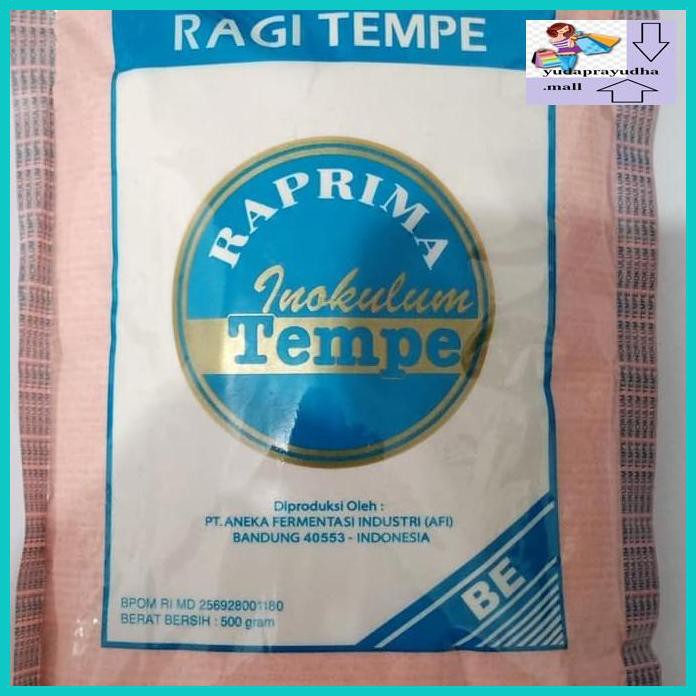 RAGI TEMPE
yudaprayudha
.mall
RAPRIMA
Inokulum
Tempe
Diproduksi Oleh :
PT. ANEKA FERMENTASI INDUSTRI (AFI)
BANDUNG 40553 - INDONESIA
BE
BPOM RI MD 256928001180
BERAT BERSIH : 500 gram